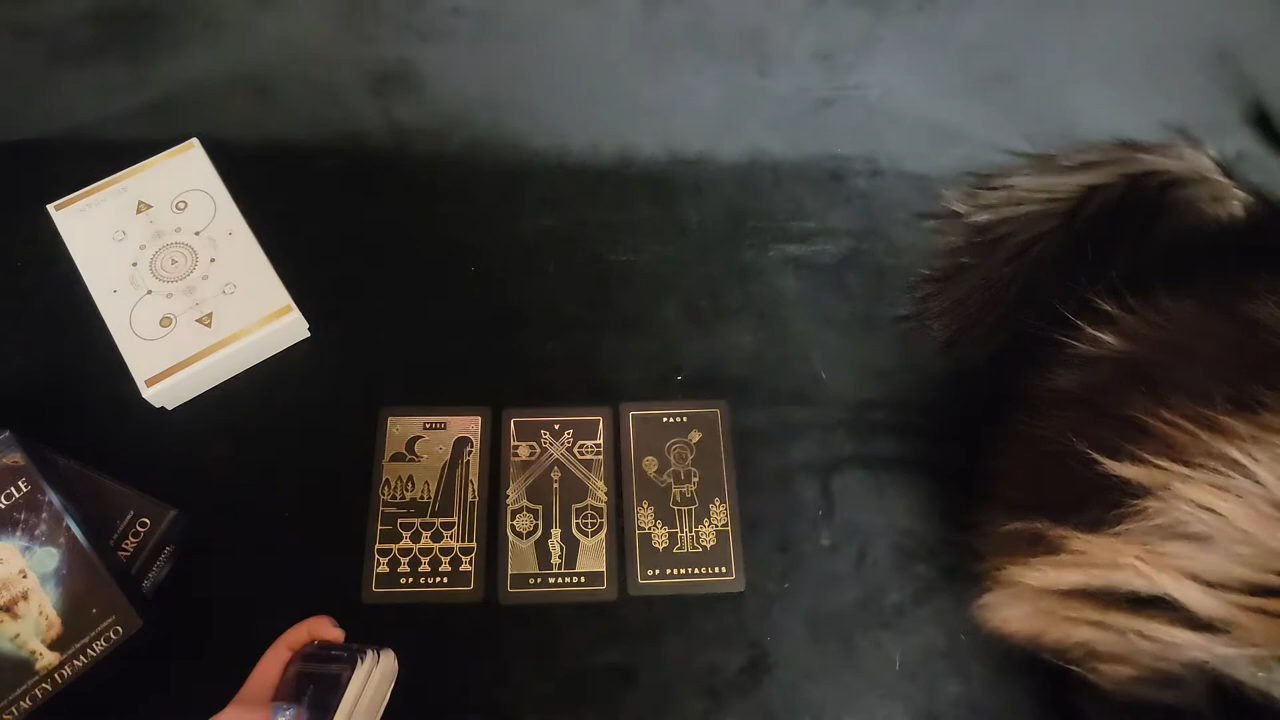 VIII
OF CUPS
V
OF WANDS
PAGE
OF PENTACLES
ACLE
STACEY DEMARCO
ARCO